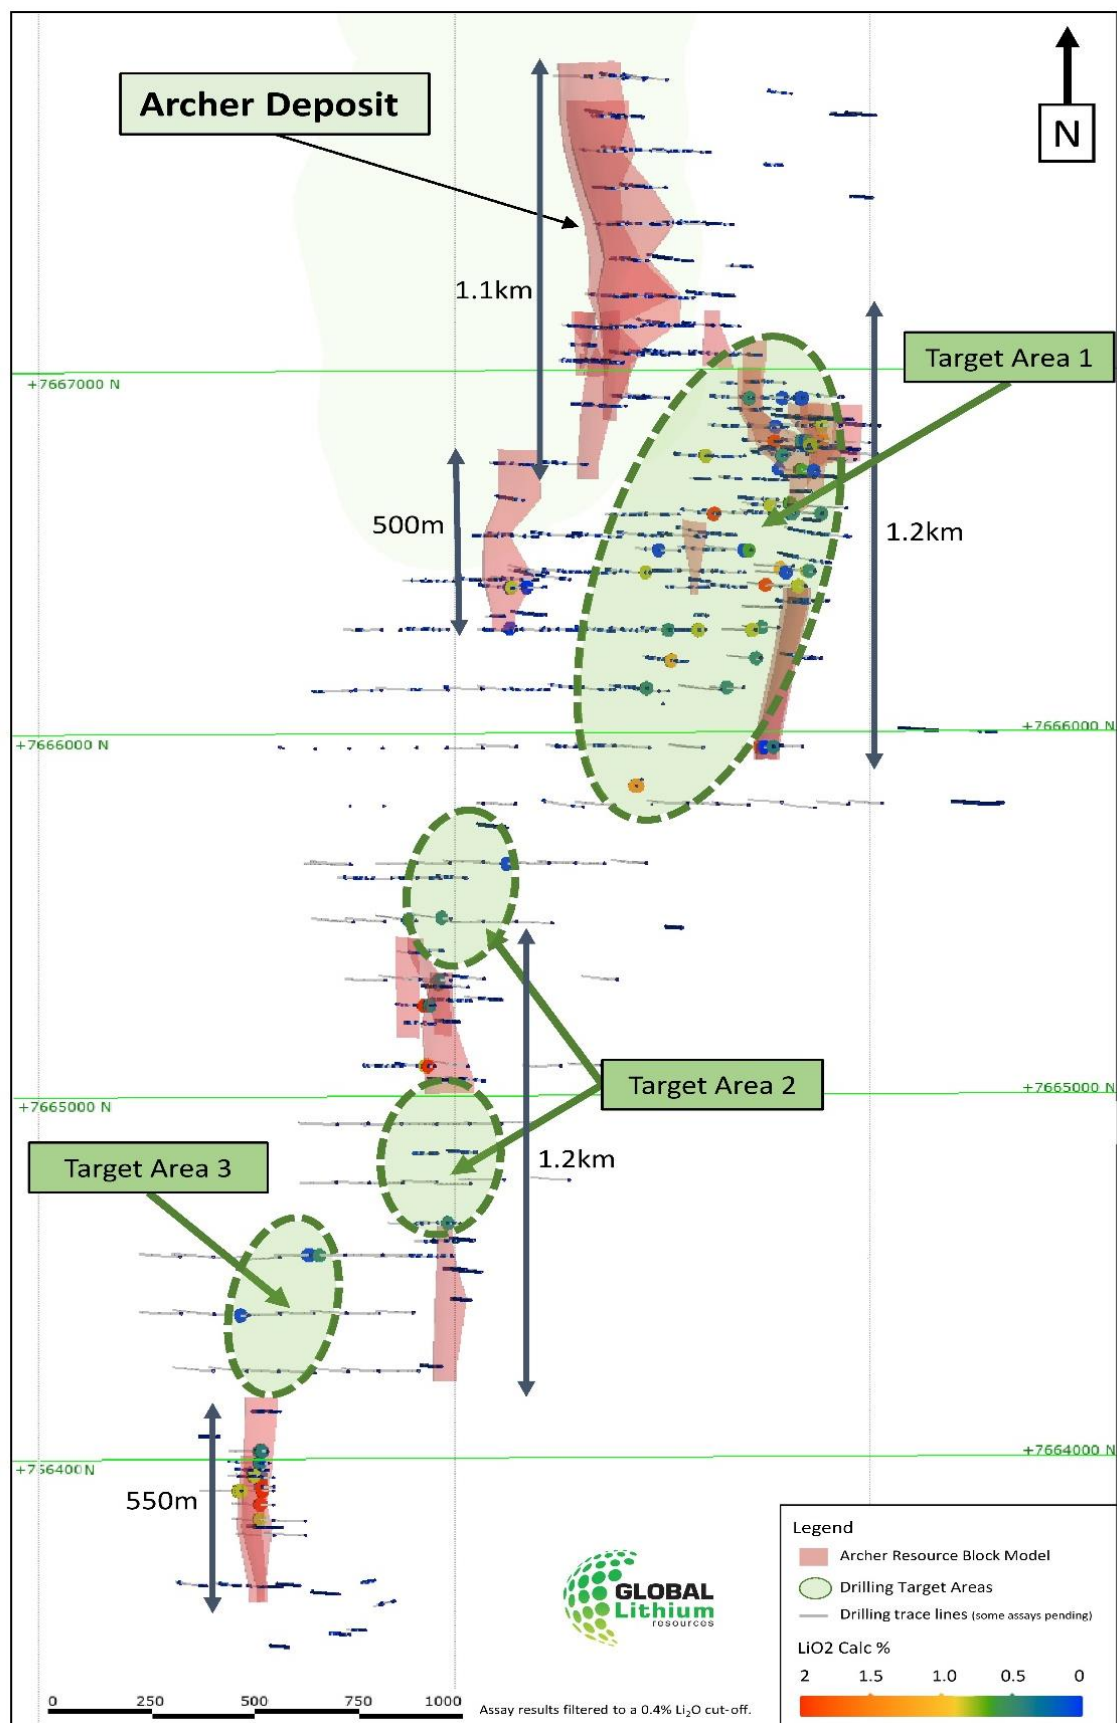 N
Archer Deposit
1.1km
Target Area 1
+7667000 N
500m
1.2km
+7666000 N
+7666000 N
Target Area 2
+7665000 N
+7665000 N
1.2km
Target Area 3
+7664000 N
+756400 N
550m
Legend
Archer Resource Block Model
Drilling Target Areas
Drilling trace lines (some assays pending)
LiO2 Calc %
2 1.5 1.0 0.5 0
GLOBAL
Lithium
resources
0 250 500 750 1000
Assay results filtered to a 0.4% Li₂O cut-off.